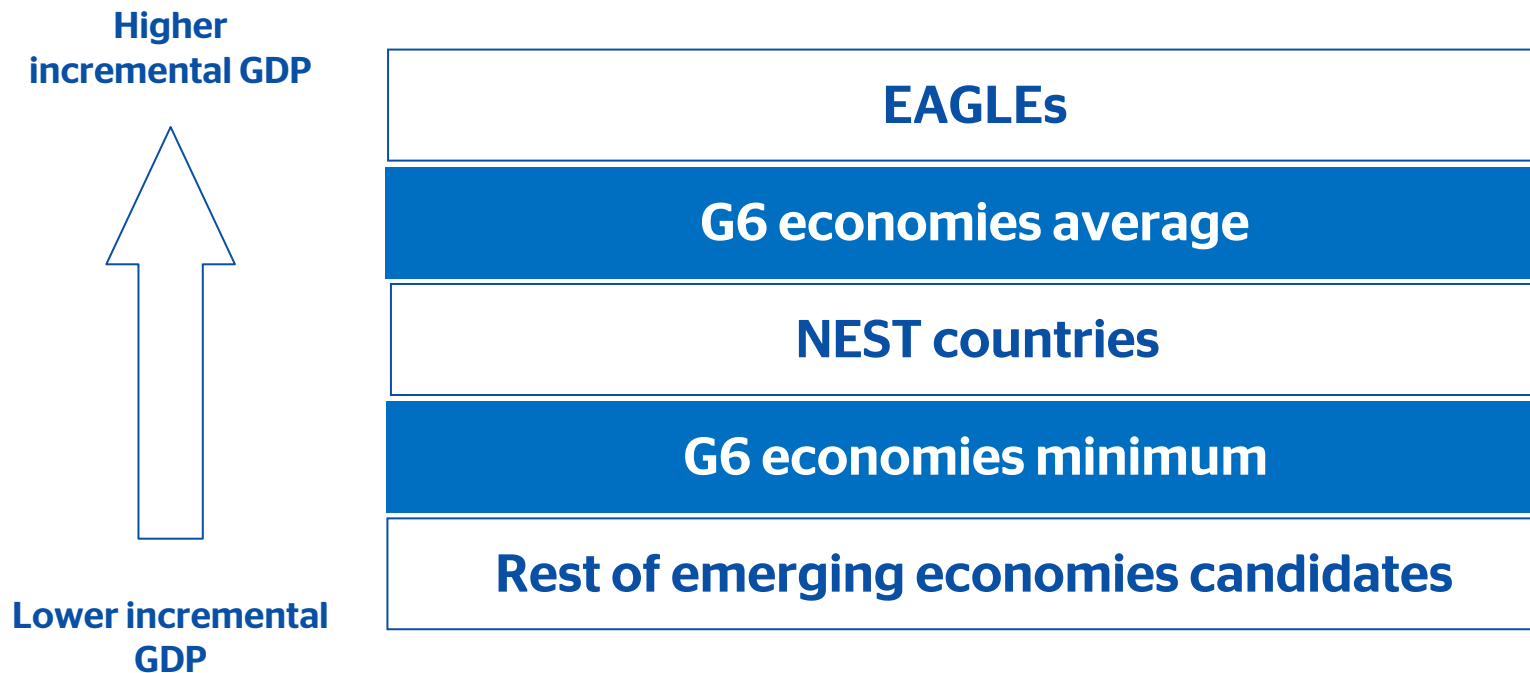 Higher
incremental GDP
EAGLEs
G6 economies average
NEST countries
G6 economies minimum
Rest of emerging economies candidates
Lower incremental
GDP